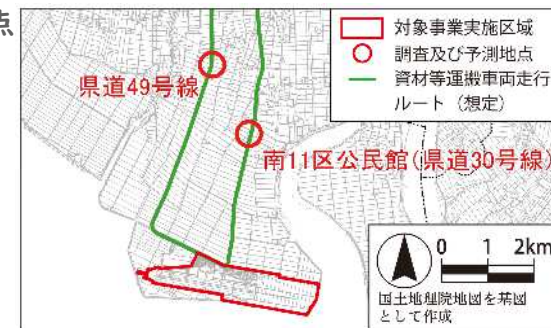 点
対象事業実施区域
調査及び予測地点
資材等運搬車両走行
ルート（想定）
県道49号線
南11区公民館(県道30号線)
0 1 2km
国土地理院地図を基図
として作成